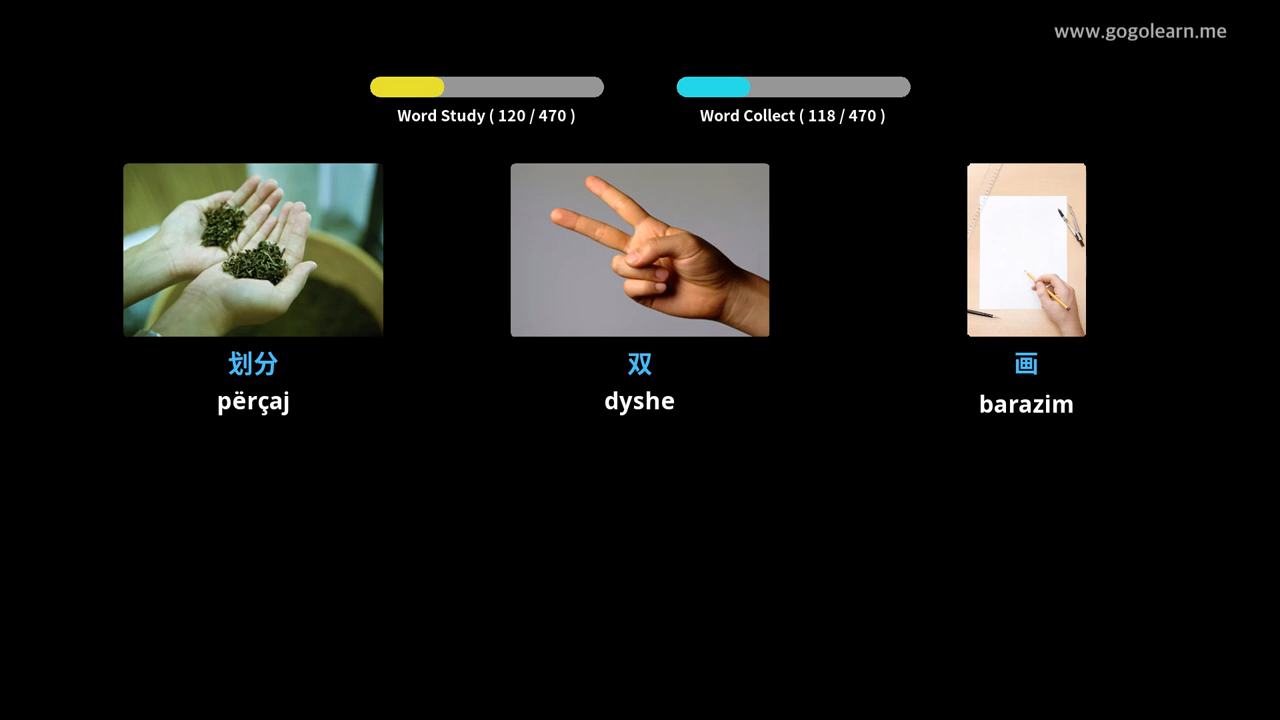 www.gogolearn.me
Word Study ( 120 / 470 )
Word Collect ( 118 / 470 )
划分
përçaj
双
dyshe
画
barazim